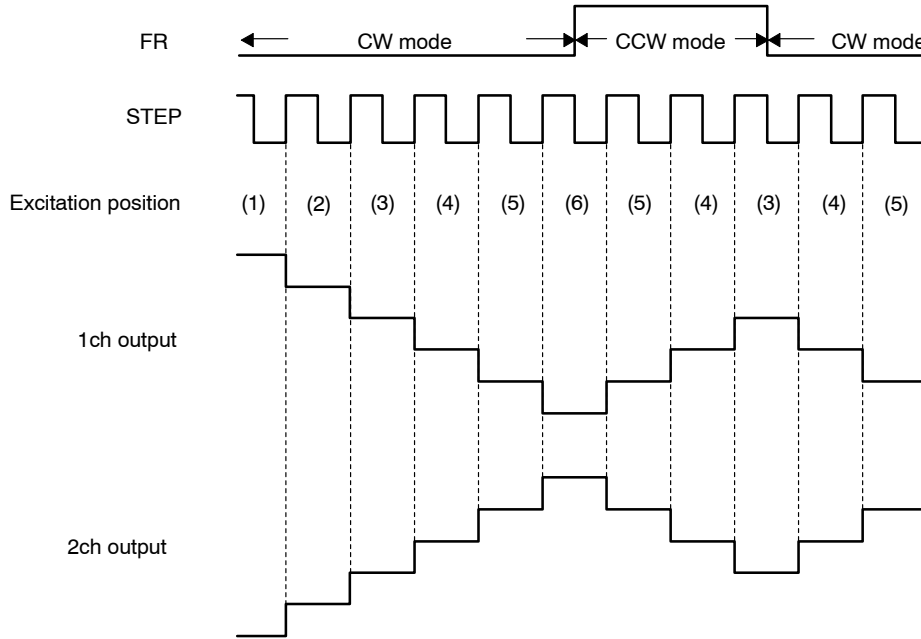 FR CW mode CCW mode CW mode
STEP
Excitation position (1) (2) (3) (4) (5) (6) (5) (4) (3) (4) (5)
1ch output
2ch output